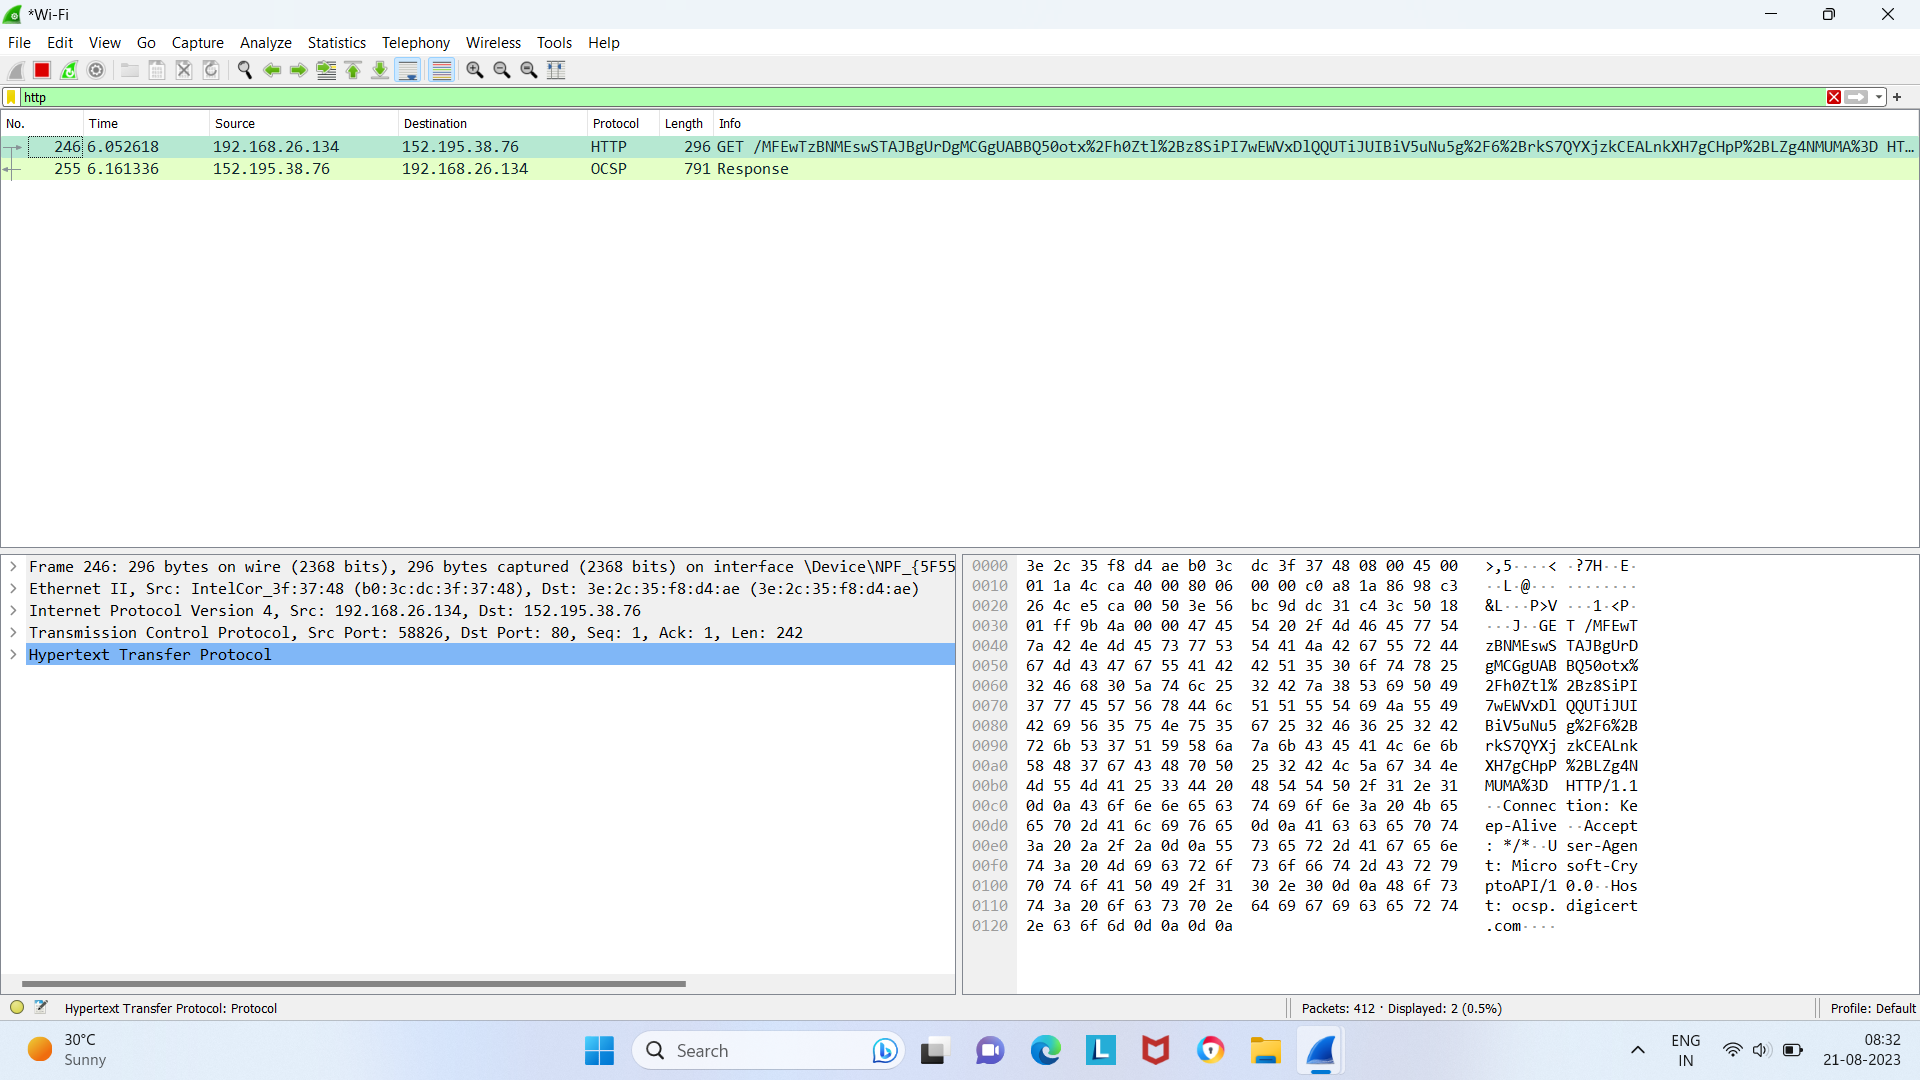 *Wi-Fi
File Edit View Go Capture Analyze Statistics Telephony Wireless Tools Help
http
No. Time Source Destination Protocol Length Info
246 6.052618 192.168.26.134 152.195.38.76 HTTP 296 GET /MFEwTzBNMEswSTAJBgUrDgMCGgUABBQ50otx%2Fh0Ztl%2Bz8SiPI7wEWVxDlQQUTiJUIBiV5uNu5g%2F6%2BrkS7QYXjzkCEALnkXH7gCHpP%2BLZg4NMUMA%3D HT...
255 6.161336 152.195.38.76 192.168.26.134 OCSP 791 Response
Frame 246: 296 bytes on wire (2368 bits), 296 bytes captured (2368 bits) on interface \Device\NPF_{5F55
Ethernet II, Src: IntelCor_3f:37:48 (b0:3c:dc:3f:37:48), Dst: 3e:2c:35:f8:d4:ae (3e:2c:35:f8:d4:ae)
Internet Protocol Version 4, Src: 192.168.26.134, Dst: 152.195.38.76
Transmission Control Protocol, Src Port: 58826, Dst Port: 80, Seq: 1, Ack: 1, Len: 242
Hypertext Transfer Protocol
0000 3e 2c 35 f8 d4 ae b0 3c dc 3f 37 48 08 00 45 00 >,5····< ·?7H··E·
0010 01 1a 4c ca 40 00 80 06 00 00 c0 a8 1a 86 98 c3 ··L·@··· ········
0020 26 4c e5 ca 00 50 3e 56 bc 9d dc 31 c4 3c 50 18 &L···P>V ···1·<P·
0030 01 ff 9b 4a 00 00 47 45 54 20 2f 4d 46 45 77 54 ···J··GE T /MFEwT
0040 7a 42 4e 4d 45 73 77 53 54 41 4a 42 67 55 72 44 zBNMEswS TAJBgUrD
0050 67 4d 43 47 67 55 41 42 42 51 35 30 6f 74 78 25 gMCGgUAB BQ50otx%
0060 32 46 68 30 5a 74 6c 25 32 42 7a 38 53 69 50 49 2Fh0Ztl% 2Bz8SiPI
0070 37 77 45 57 56 78 44 6c 51 51 55 54 69 4a 55 49 7wEWVxDl QQUTiJUI
0080 42 69 56 35 75 4e 75 35 67 25 32 46 36 25 32 42 BiV5uNu5 g%2F6%2B
0090 72 6b 53 37 51 59 58 6a 7a 6b 43 45 41 4c 6e 6b rkS7QYXj zkCEALnk
00a0 58 48 37 67 43 48 70 50 25 32 42 4c 5a 67 34 4e XH7gCHpP %2BLZg4N
00b0 4d 55 4d 41 25 33 44 20 48 54 54 50 2f 31 2e 31 MUMA%3D HTTP/1.1
00c0 0d 0a 43 6f 6e 6e 65 63 74 69 6f 6e 3a 20 4b 65 ··Connec tion: Ke
00d0 65 70 2d 41 6c 69 76 65 0d 0a 41 63 63 65 70 74 ep-Alive ··Accept
00e0 3a 20 2a 2f 2a 0d 0a 55 73 65 72 2d 41 67 65 6e : */*··U ser-Agen
00f0 74 3a 20 4d 69 63 72 6f 73 6f 66 74 2d 43 72 79 t: Micro soft-Cry
0100 70 74 6f 41 50 49 2f 31 30 2e 30 0d 0a 48 6f 73 ptoAPI/1 0.0··Hos
0110 74 3a 20 6f 63 73 70 2e 64 69 67 69 63 65 72 74 t: ocsp. digicert
0120 2e 63 6f 6d 0d 0a 0d 0a .com····
Hypertext Transfer Protocol: Protocol
Packets: 412 · Displayed: 2 (0.5%)
Profile: Default
30°C
Sunny
Search
ENG
IN
08:32
21-08-2023